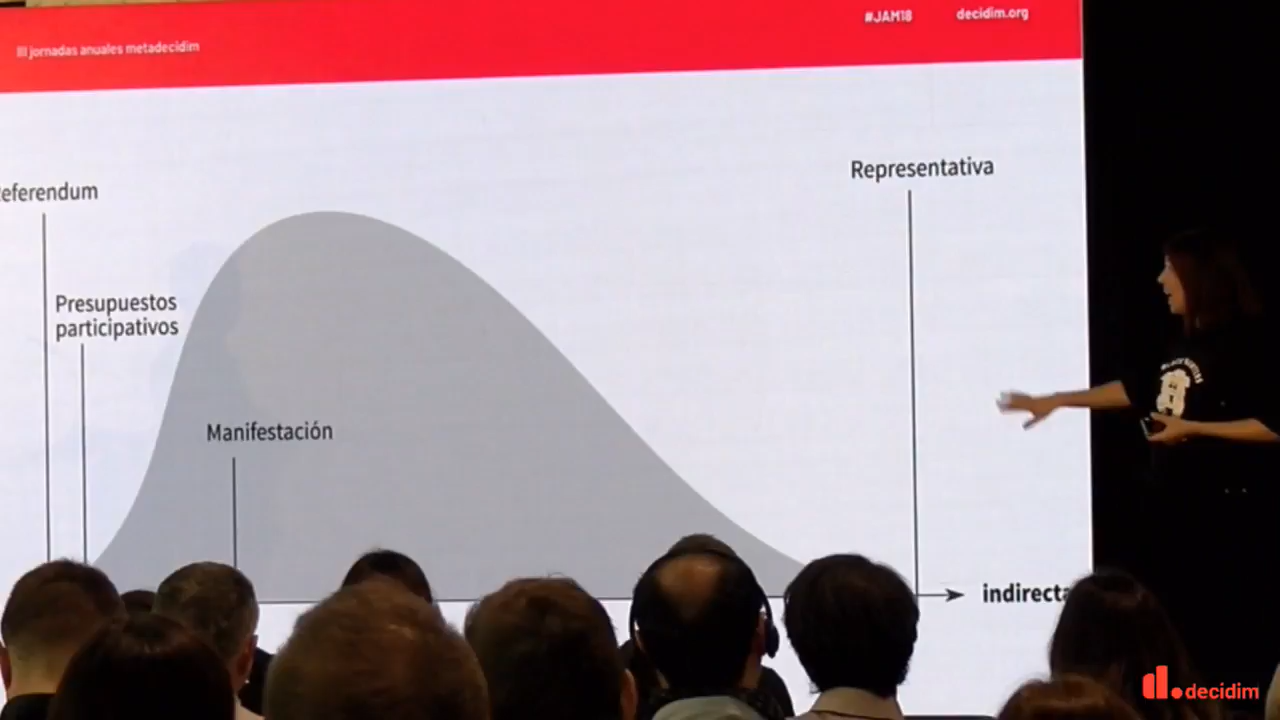 III jornadas anuales metadecidim
#JAM18
decidim.org
eferendum
Representativa
Presupuestos
participativos
Manifestación
indirecta
decidim